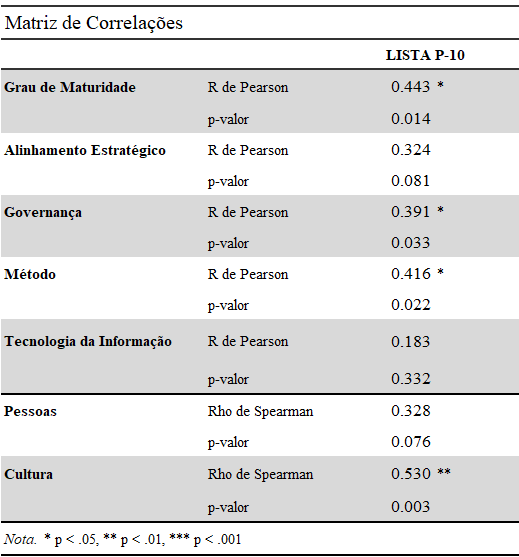 Matriz de Correlações
LISTA P-10
Grau de Maturidade R de Pearson 0.443 *
p-valor 0.014
Alinhamento Estratégico R de Pearson 0.324
p-valor 0.081
Governança R de Pearson 0.391 *
p-valor 0.033
Método R de Pearson 0.416 *
p-valor 0.022
Tecnologia da Informação R de Pearson 0.183
p-valor 0.332
Pessoas Rho de Spearman 0.328
p-valor 0.076
Cultura Rho de Spearman 0.530 **
p-valor 0.003
Nota. * p < .05, ** p < .01, *** p < .001